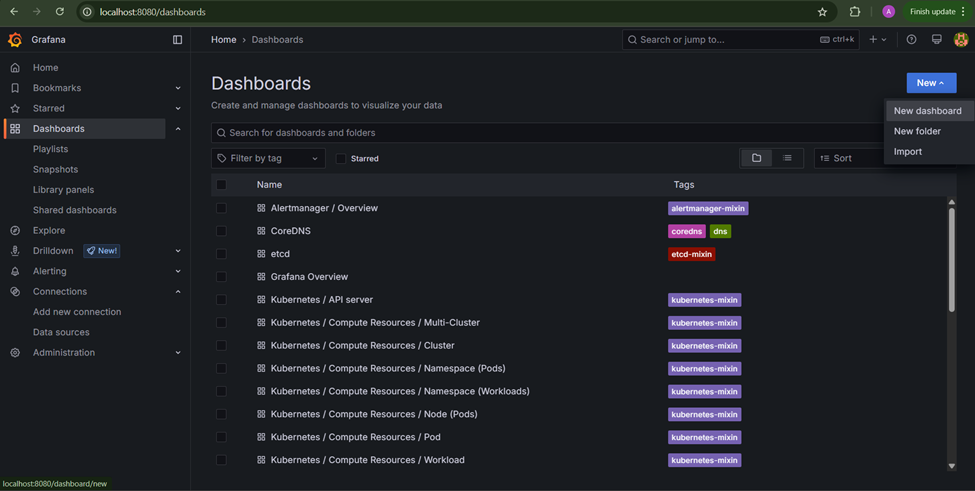 localhost:8080/dashboards
A
Finish update
Grafana
Home › Dashboards
Search or jump to...
ctrl+k
Home
Bookmarks
Starred
Dashboards
Playlists
Snapshots
Library panels
Shared dashboards
Explore
Drilldown New!
Alerting
Connections
Add new connection
Data sources
Administration
Dashboards
Create and manage dashboards to visualize your data
New
New dashboard
New folder
Import
Search for dashboards and folders
Filter by tag
Starred
Sort
Name Tags
Alertmanager / Overview alertmanager-mixin
CoreDNS coredns dns
etcd etcd-mixin
Grafana Overview
Kubernetes / API server kubernetes-mixin
Kubernetes / Compute Resources / Multi-Cluster kubernetes-mixin
Kubernetes / Compute Resources / Cluster kubernetes-mixin
Kubernetes / Compute Resources / Namespace (Pods) kubernetes-mixin
Kubernetes / Compute Resources / Namespace (Workloads) kubernetes-mixin
Kubernetes / Compute Resources / Node (Pods) kubernetes-mixin
Kubernetes / Compute Resources / Pod kubernetes-mixin
Kubernetes / Compute Resources / Workload kubernetes-mixin
localhost:8080/dashboard/new